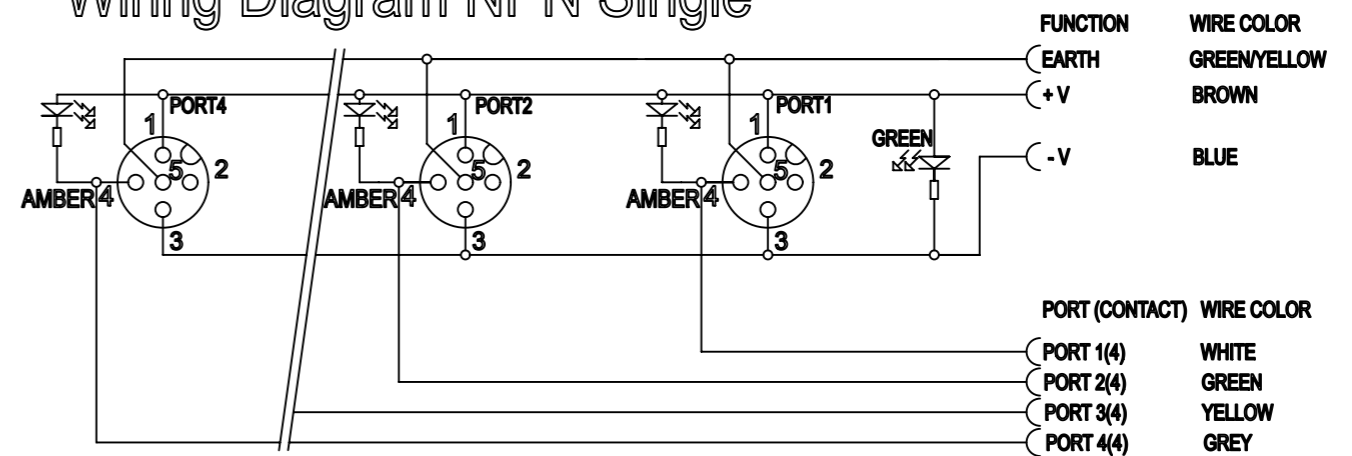 Wiring Diagram NPN Single
FUNCTION WIRE COLOR
EARTH GREEN/YELLOW
+ V BROWN
- V BLUE
PORT4 PORT2 PORT1
1 1 1
GREEN
5 2 5 2 5 2
AMBER 4 AMBER 4 AMBER 4
3 3 3
PORT (CONTACT) WIRE COLOR
PORT 1(4) WHITE
PORT 2(4) GREEN
PORT 3(4) YELLOW
PORT 4(4) GREY